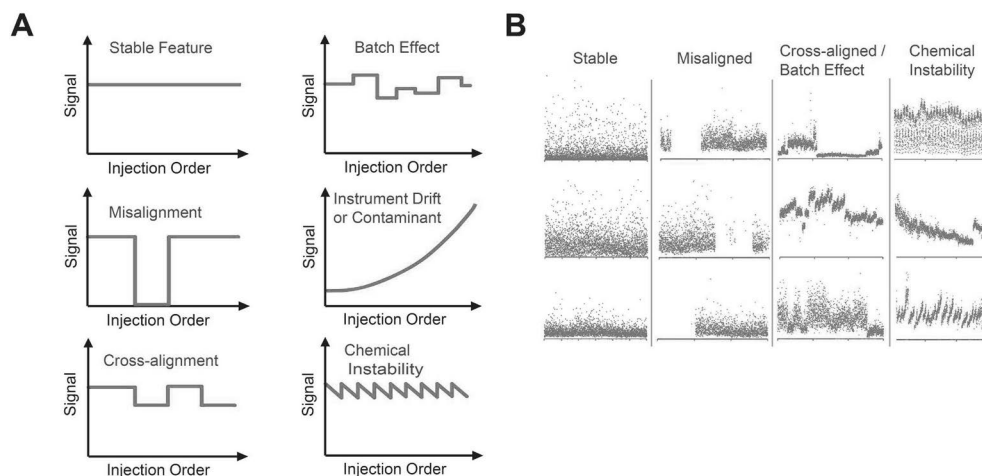 A
Stable Feature
Signal
Injection Order
Batch Effect
Signal
Injection Order
Misalignment
Signal
Injection Order
Instrument Drift
or Contaminant
Signal
Injection Order
Cross-alignment
Signal
Injection Order
Chemical
Instability
Signal
Injection Order
B
Stable
Misaligned
Cross-aligned /
Batch Effect
Chemical
Instability